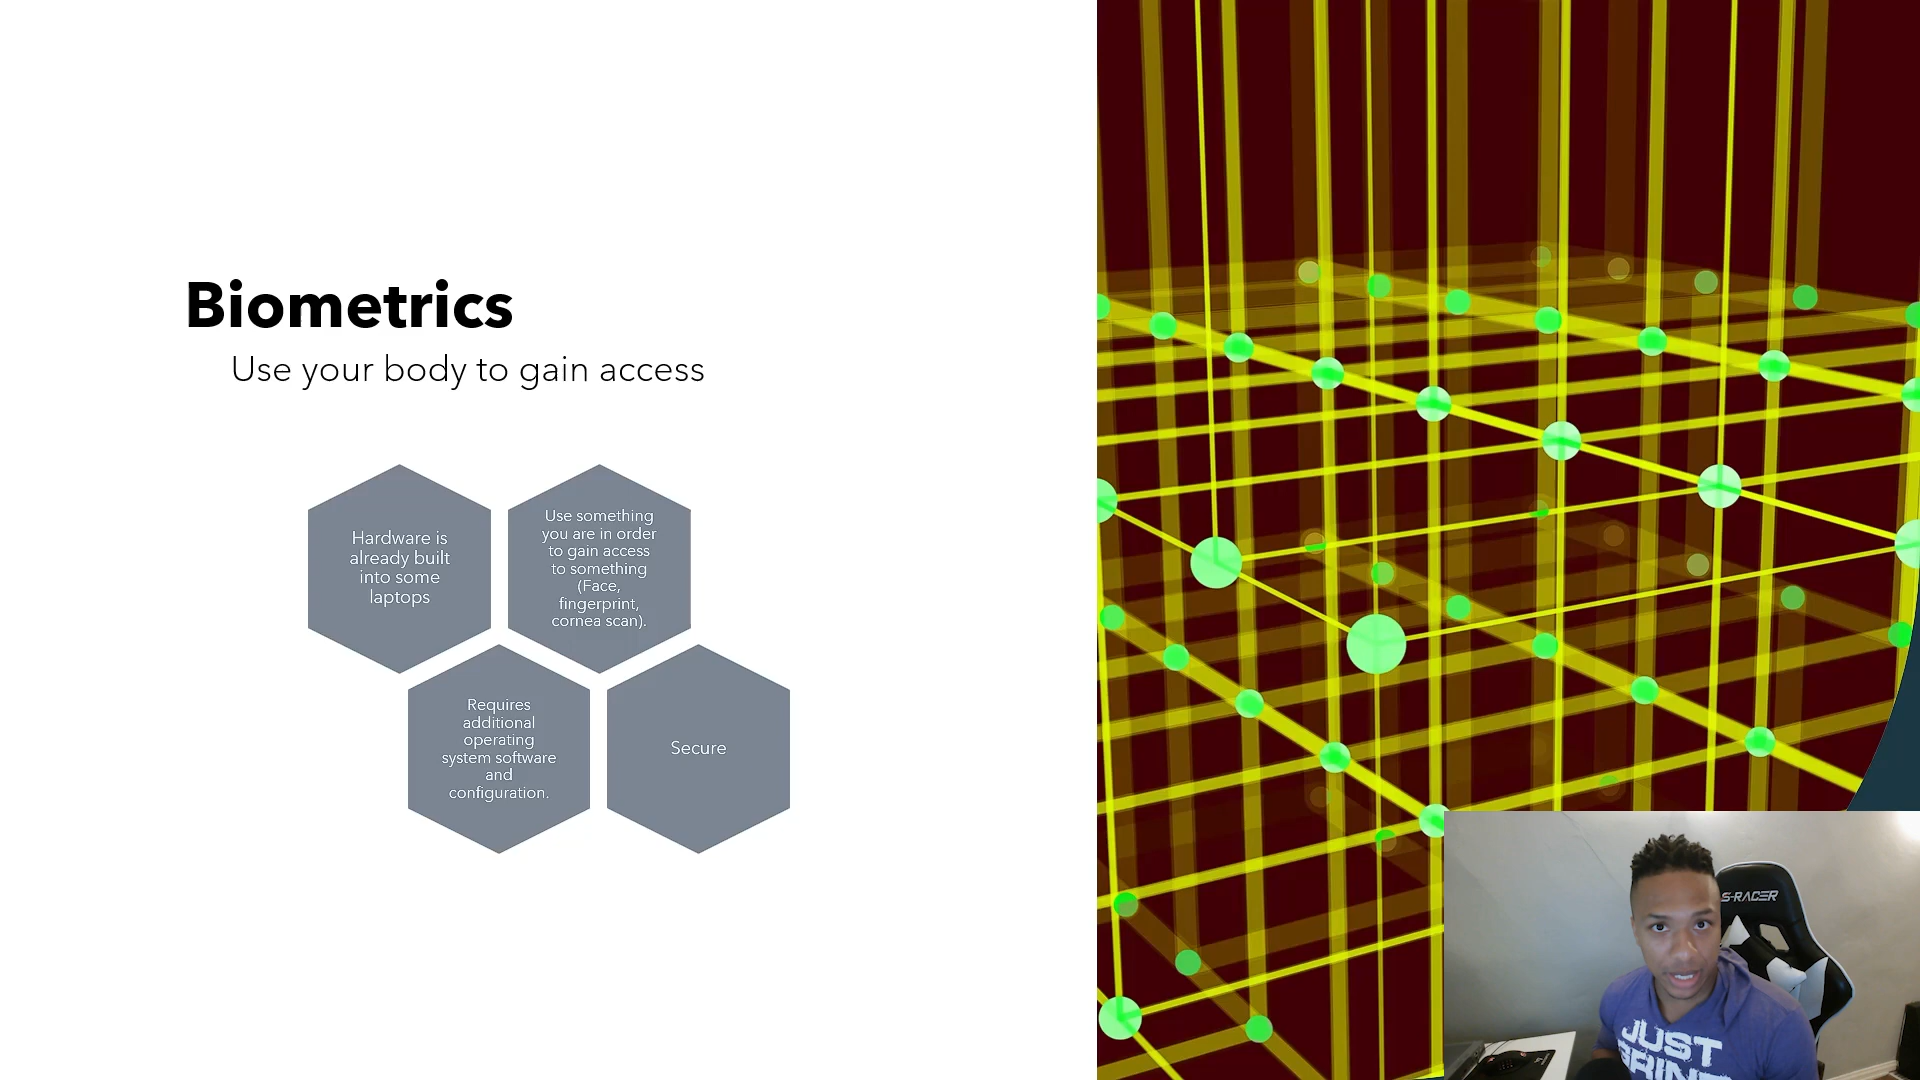 Biometrics
Use your body to gain access
Hardware is
already built
into some
laptops
Use something
you are in order
to gain access
to something
(Face,
fingerprint,
cornea scan).
Requires
additional
operating
system software
and
configuration.
Secure
S-RACER
JUST
GRIND